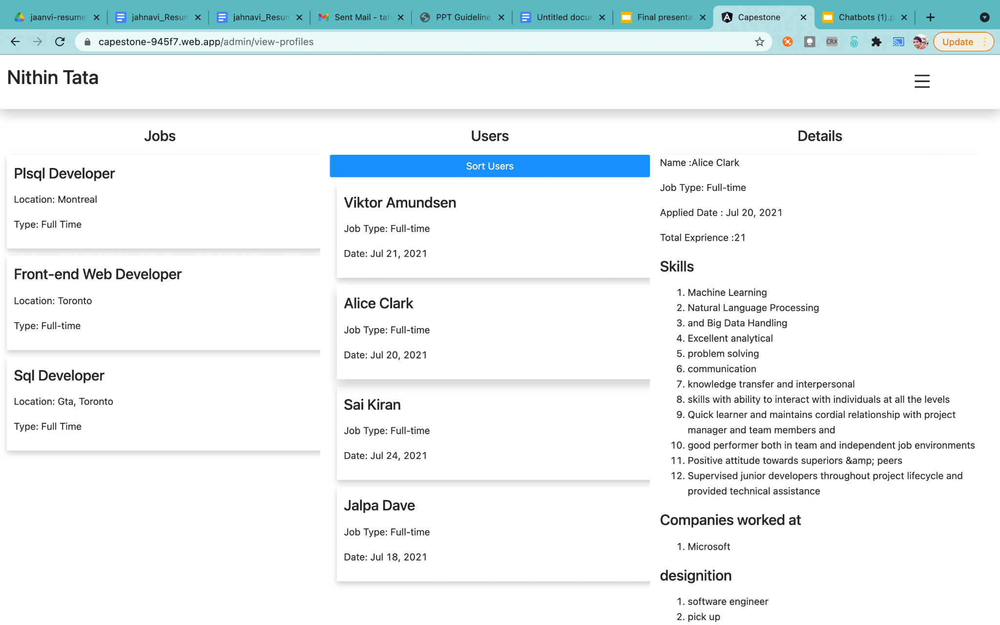 jaanvi-resume
jahnavi_Resum
jahnavi_Resum
Sent Mail - tata
PPT Guideline
Untitled docur
Final presenta
Capestone
Chatbots (1).p
capestone-945f7.web.app/admin/view-profiles
CRX
Update
Nithin Tata
Jobs
Plsql Developer
Location: Montreal
Type: Full Time
Front-end Web Developer
Location: Toronto
Type: Full-time
Sql Developer
Location: Gta, Toronto
Type: Full Time
Users
Sort Users
Viktor Amundsen
Job Type: Full-time
Date: Jul 21, 2021
Alice Clark
Job Type: Full-time
Date: Jul 20, 2021
Sai Kiran
Job Type: Full-time
Date: Jul 24, 2021
Jalpa Dave
Job Type: Full-time
Date: Jul 18, 2021
Details
Name :Alice Clark
Job Type: Full-time
Applied Date : Jul 20, 2021
Total Exprience :21
Skills
1. Machine Learning
2. Natural Language Processing
3. and Big Data Handling
4. Excellent analytical
5. problem solving
6. communication
7. knowledge transfer and interpersonal
8. skills with ability to interact with individuals at all the levels
9. Quick learner and maintains cordial relationship with project
manager and team members and
10. good performer both in team and independent job environments
11. Positive attitude towards superiors &amp; peers
12. Supervised junior developers throughout project lifecycle and
provided technical assistance
Companies worked at
1. Microsoft
designition
1. software engineer
2. pick up